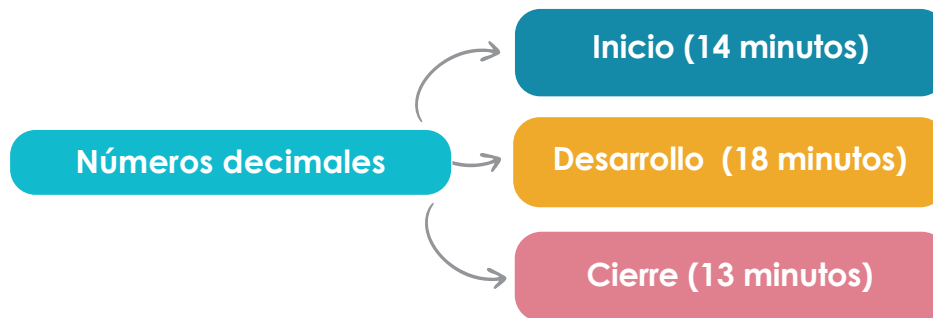 Inicio (14 minutos)
Números decimales
Desarrollo (18 minutos)
Cierre (13 minutos)